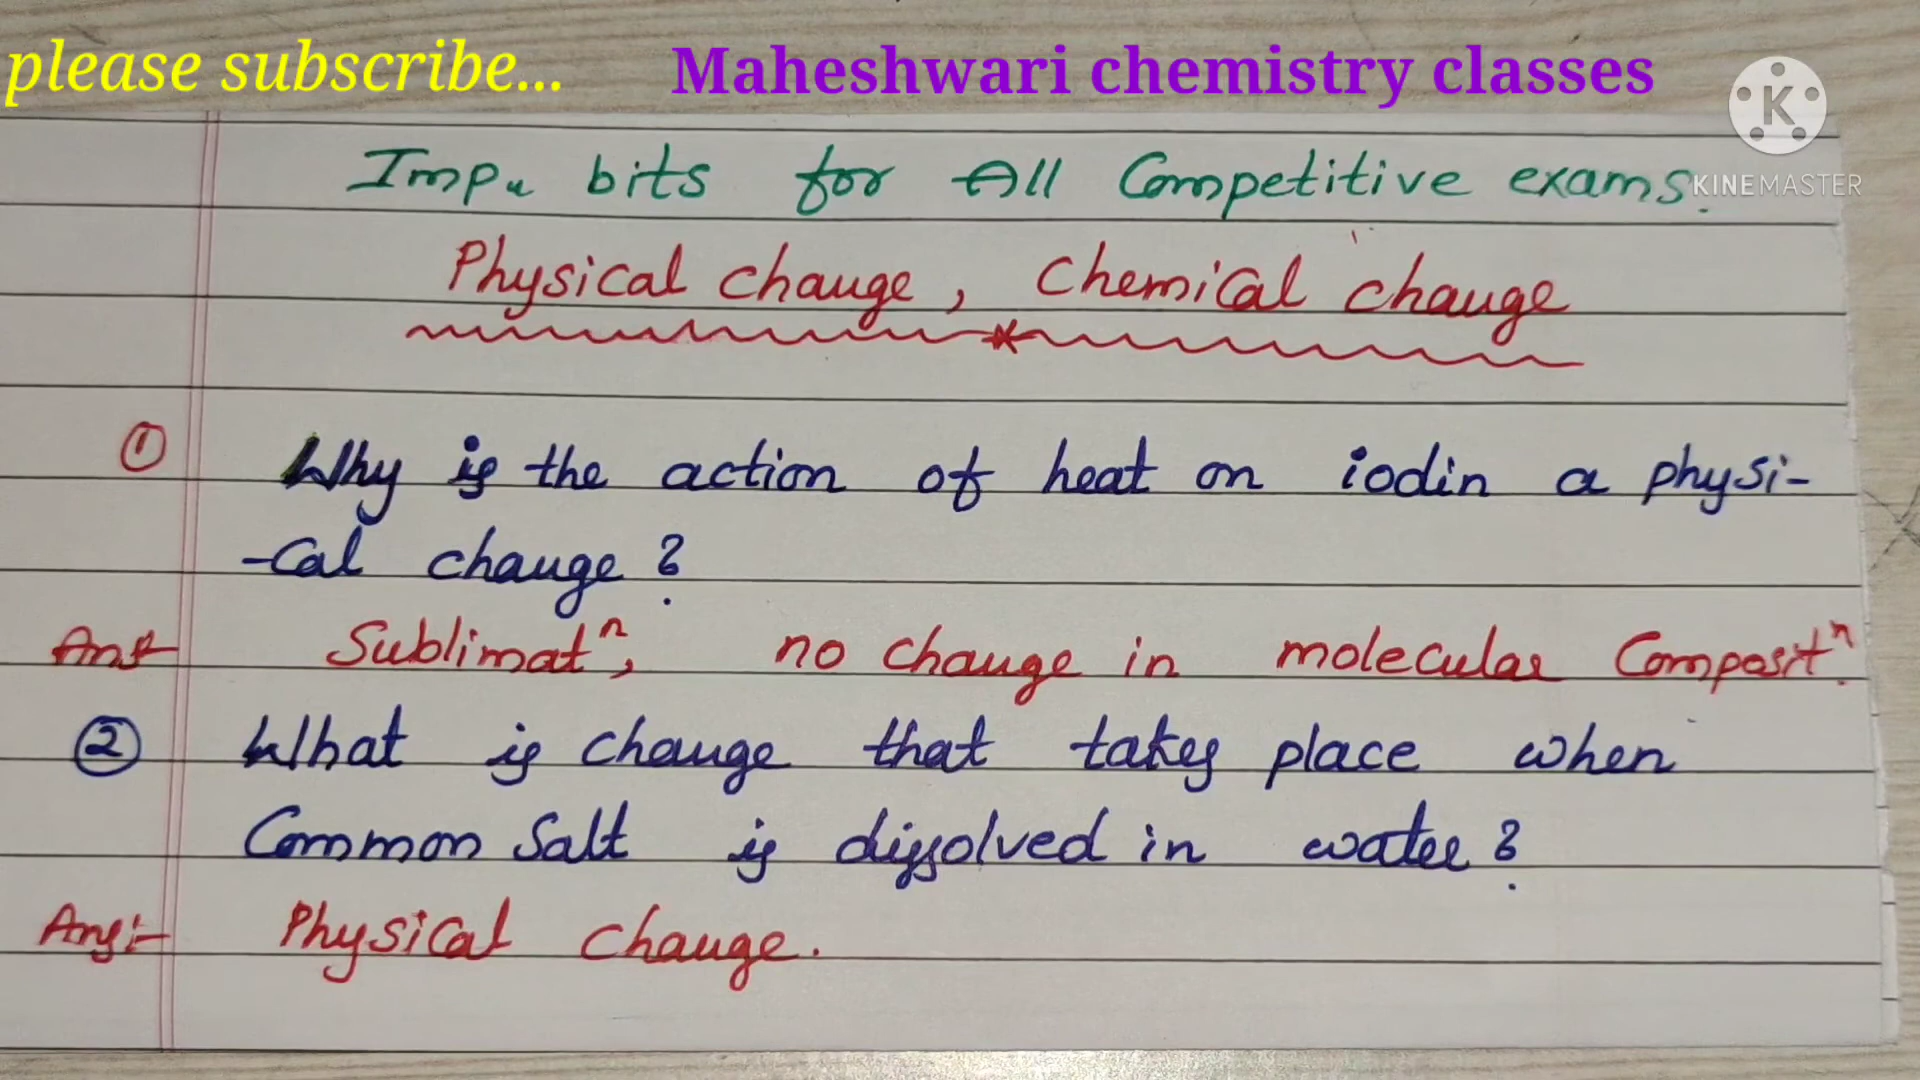 please subscribe... Maheshwari chemistry classes
K
KINEMASTER
Imp. bits for All Competitive exams.
Physical change, Chemical change
① Why is the action of heat on iodin a physi-
-cal change?
Ans- Sublimatⁿ, no change in molecular Compositⁿ.
② What is change that takes place when
Common Salt is dissolved in water?
Ans:- Physical change.